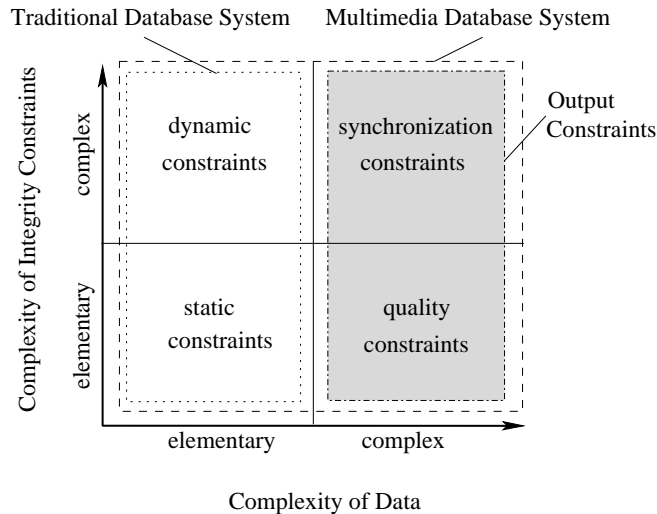 Traditional Database System
Multimedia Database System
Complexity of Integrity Constraints
complex
elementary
dynamic
constraints
synchronization
constraints
Output
Constraints
static
constraints
quality
constraints
elementary
complex
Complexity of Data